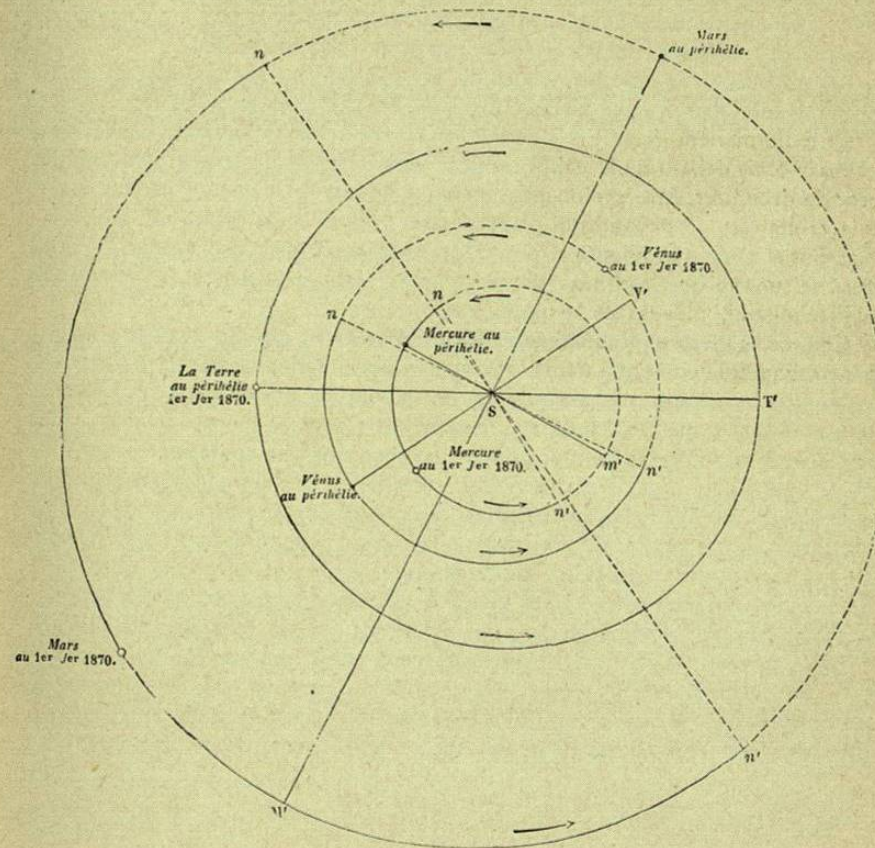 Mars
au périhélie.
n
Vénus
au 1er Jer 1870.
V'
n
n
Mercure au
périhélie.
La Terre
au périhélie
1er Jer 1870.
S
T'
Mercure
au 1er Jer 1870.
m'
n'
Vénus
au périhélie.
n'
Mars
au 1er Jer 1870.
n'
M'